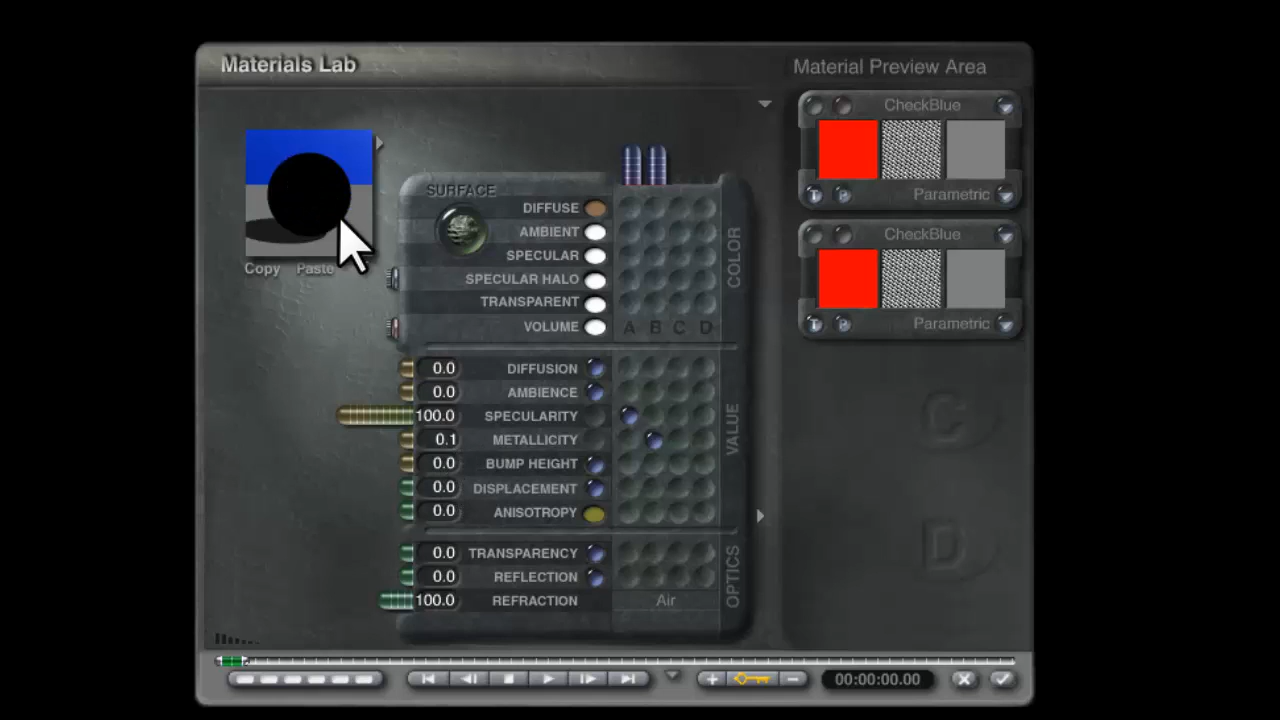 Materials Lab
Material Preview Area
CheckBlue
Parametric
CheckBlue
Parametric
Copy Paste
SURFACE
DIFFUSE
AMBIENT
SPECULAR
SPECULAR HALO
TRANSPARENT
VOLUME
A B C D
COLOR
0.0 DIFFUSION
0.0 AMBIENCE
100.0 SPECULARITY
0.1 METALLICITY
0.0 BUMP HEIGHT
0.0 DISPLACEMENT
0.0 ANISOTROPY
VALUE
0.0 TRANSPARENCY
0.0 REFLECTION
100.0 REFRACTION Air
OPTICS
C
D
T P
T P
00:00:00.00